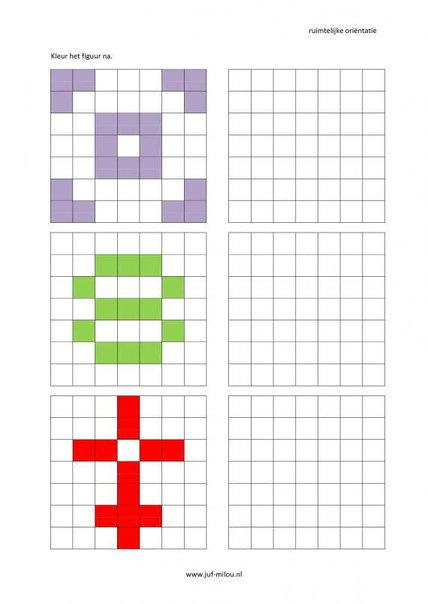 ruimtelijke oriëntatie
Kleur het figuur na.
www.juf-milou.nl